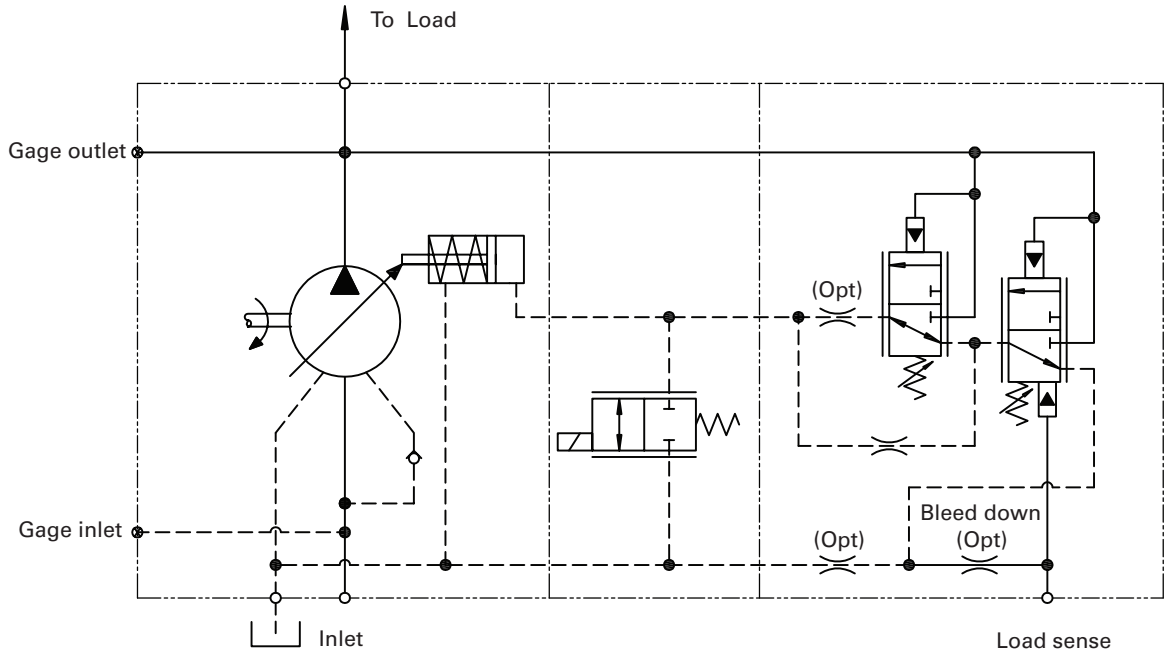 To Load
Gage outlet
(Opt)
Gage inlet
Bleed down
(Opt)
(Opt)
Inlet
Load sense